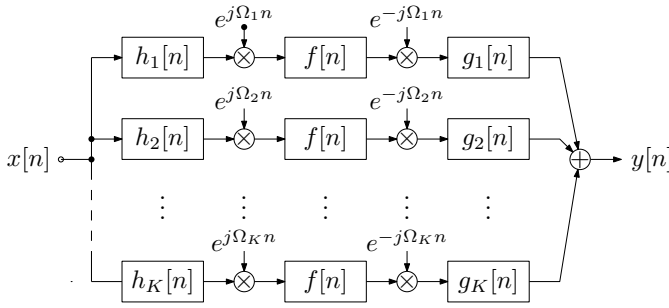 e^{jΩ_1 n} e^{-jΩ_1 n}
h_1[n] f[n] g_1[n]
e^{jΩ_2 n} e^{-jΩ_2 n}
h_2[n] f[n] g_2[n]
x[n] y[n]
e^{jΩ_K n} e^{-jΩ_K n}
h_K[n] f[n] g_K[n]